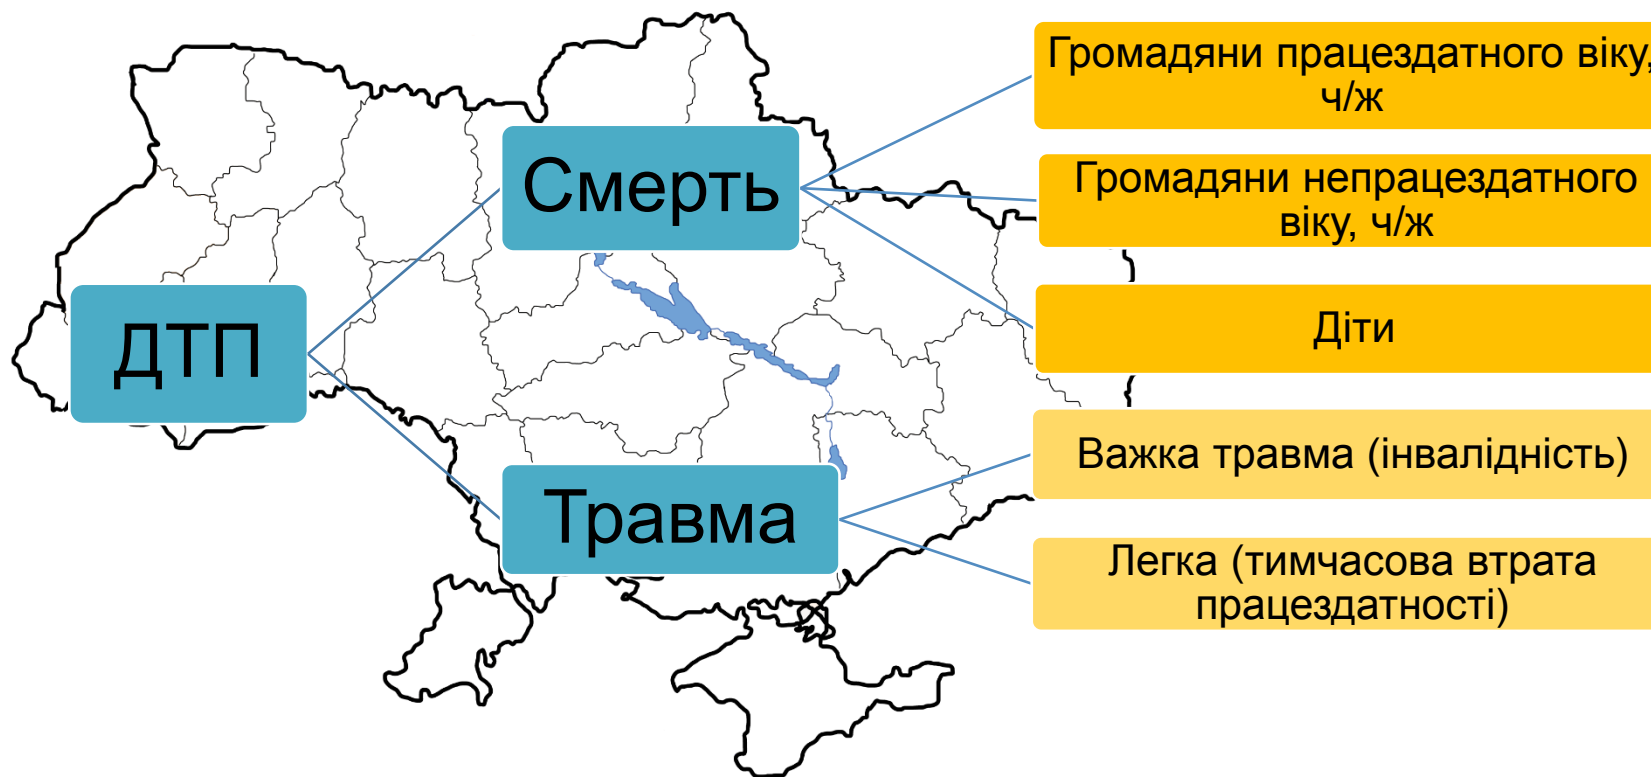 ДТП
Смерть
Громадяни працездатного віку,
ч/ж
Громадяни непрацездатного
віку, ч/ж
Діти
Травма
Важка травма (інвалідність)
Легка (тимчасова втрата
працездатності)